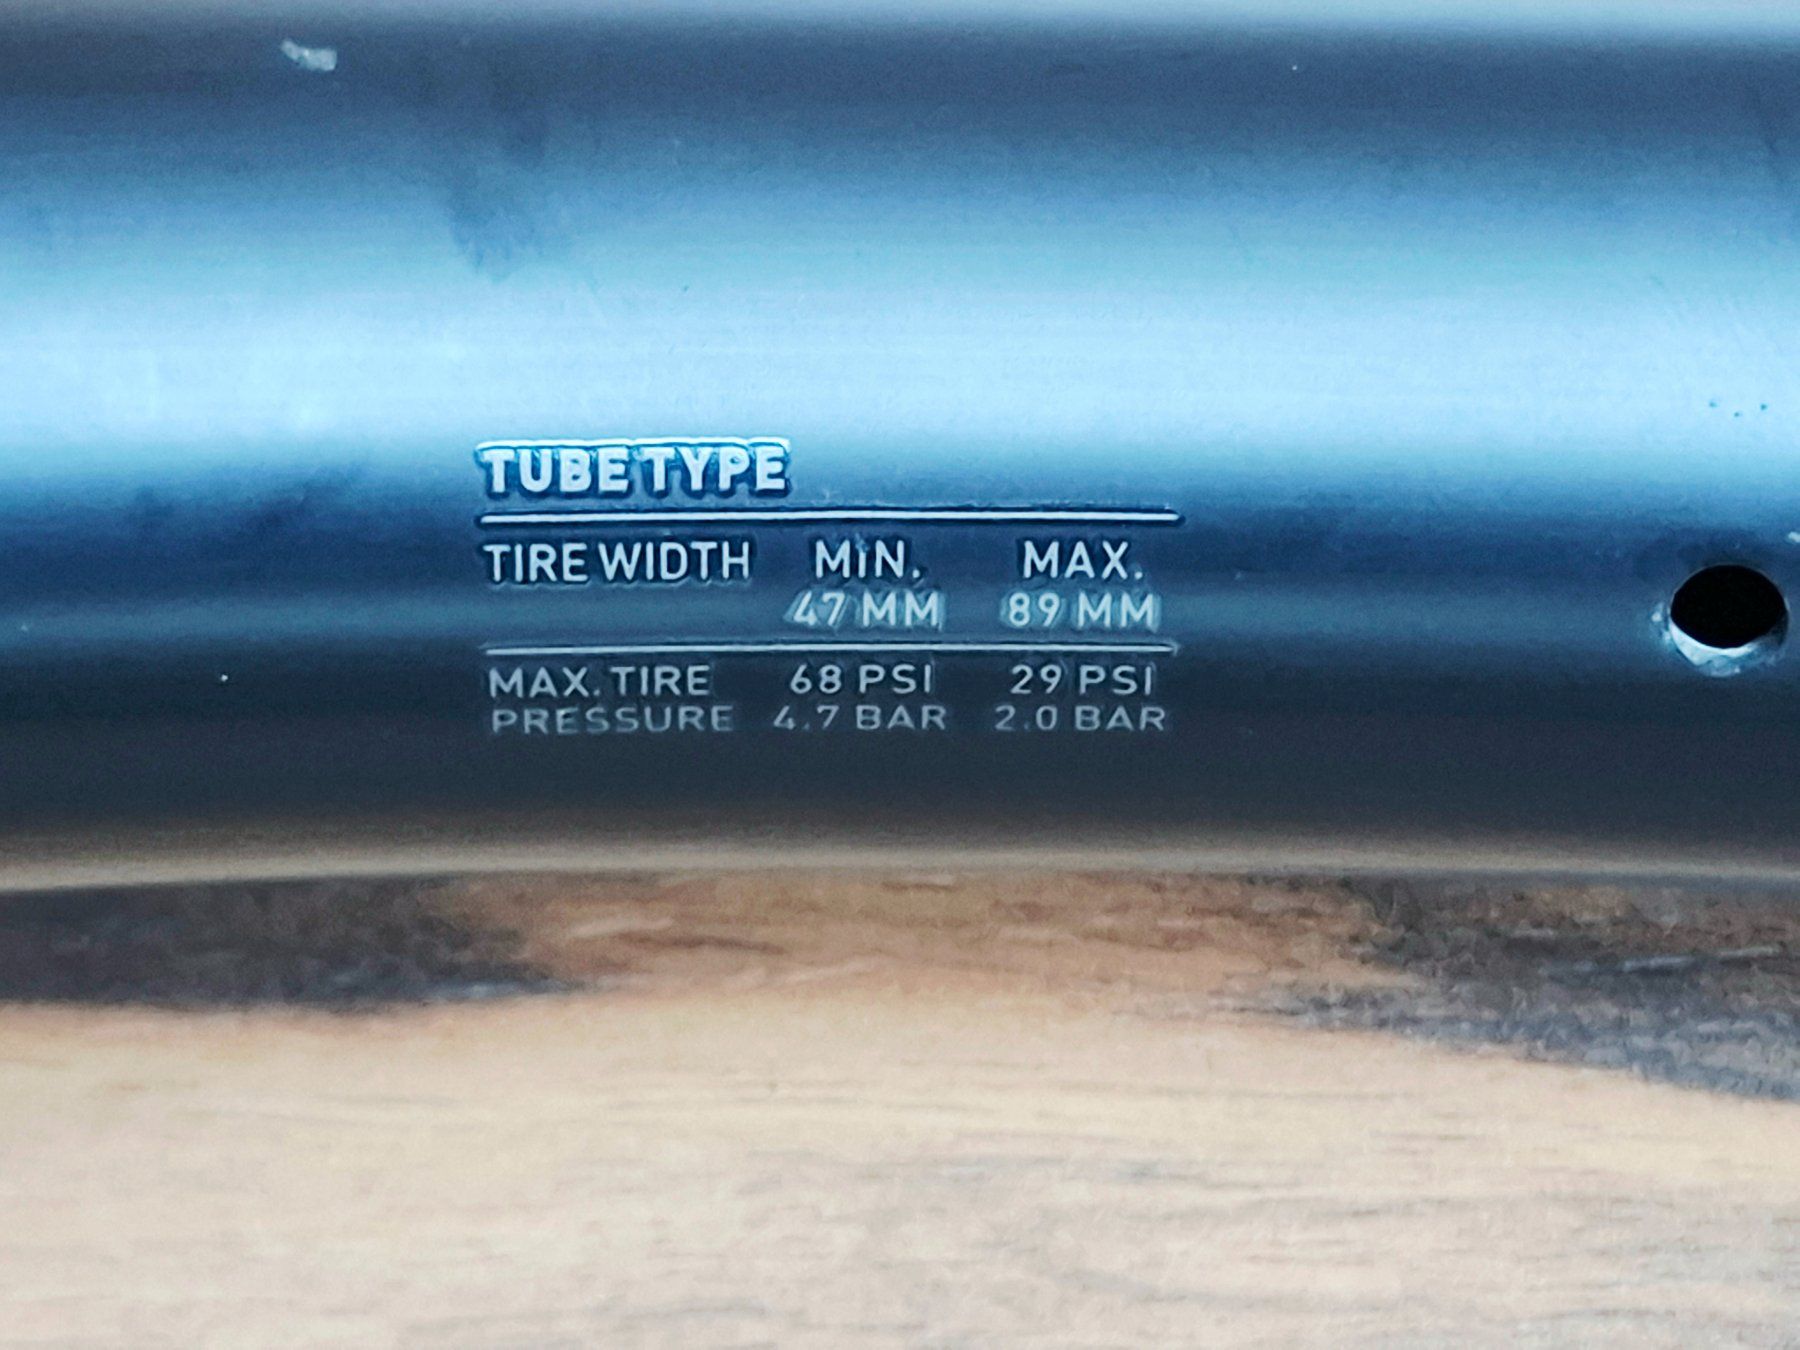 TUBE TYPE
TIRE WIDTH MIN. MAX.
47 MM 89 MM
MAX. TIRE 68 PSI 29 PSI
PRESSURE 4.7 BAR 2.0 BAR